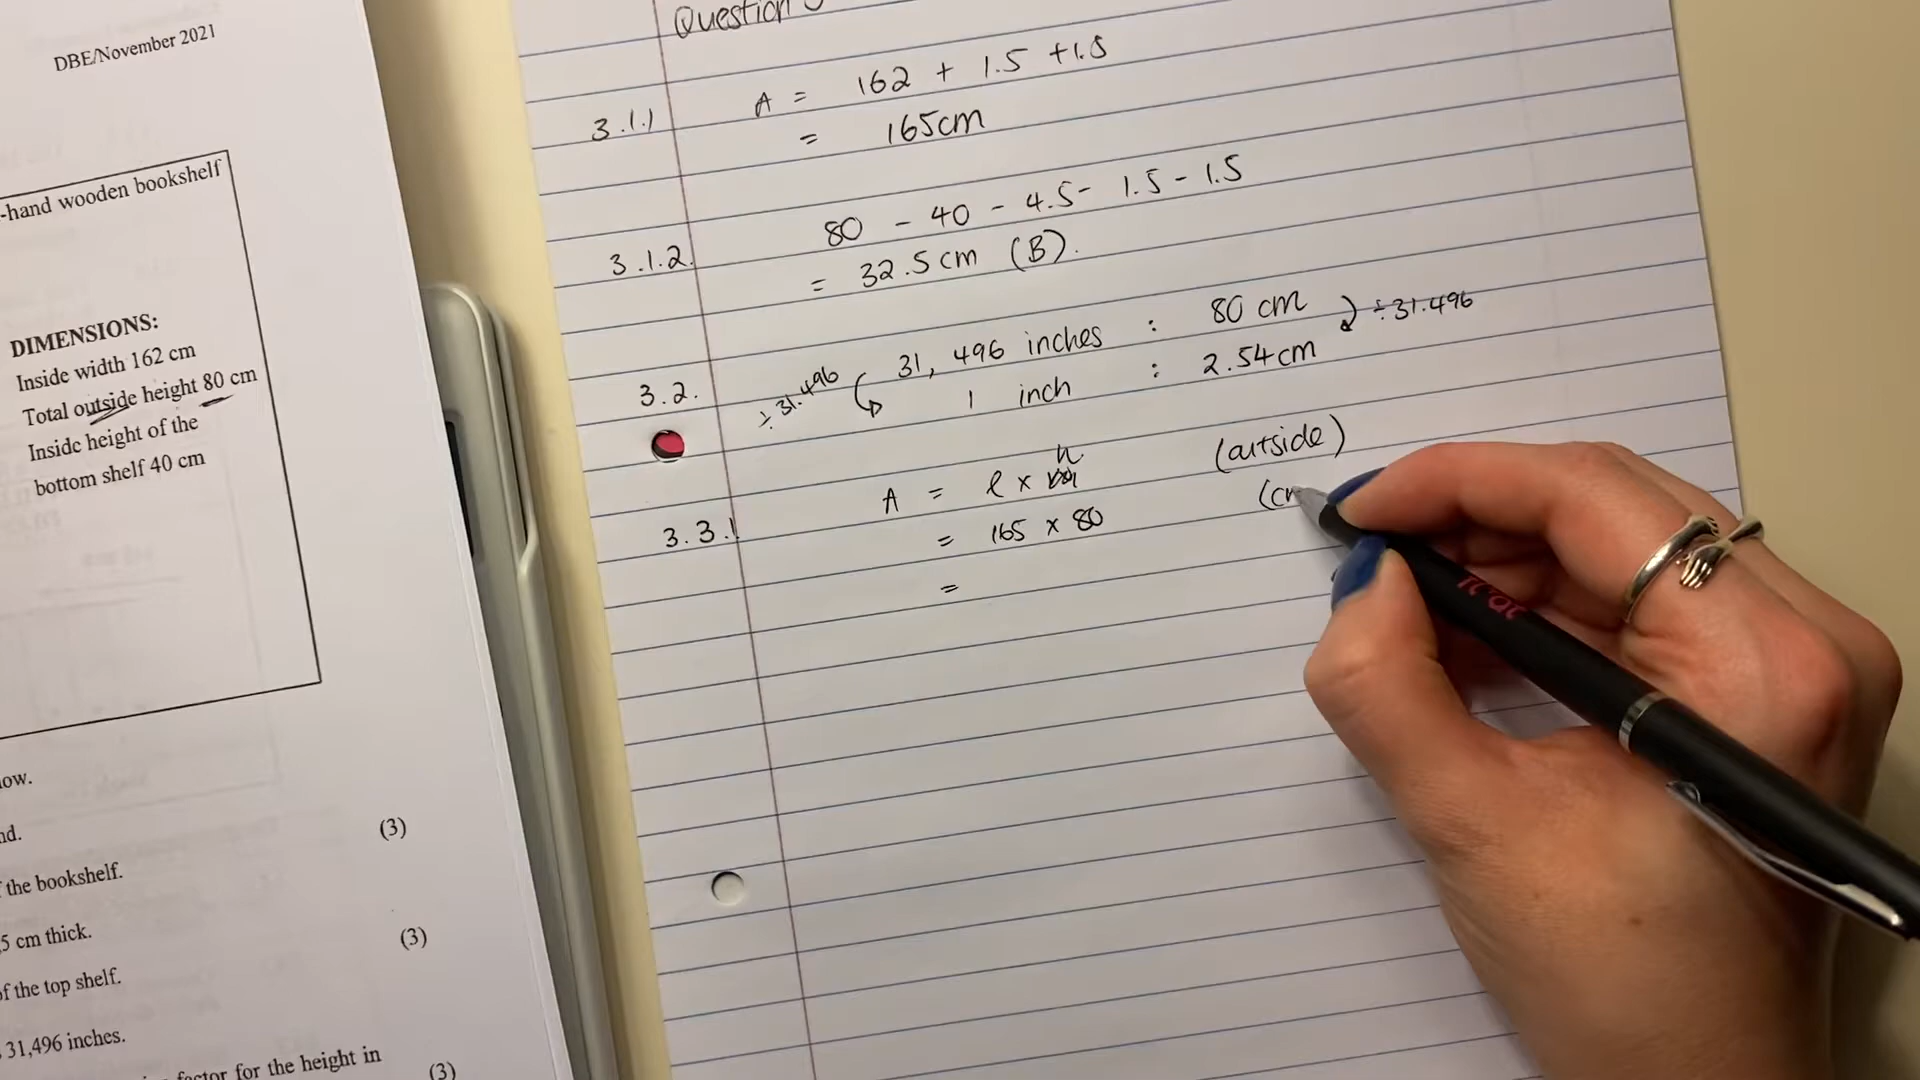 DBE/November 2021
-hand wooden bookshelf
DIMENSIONS:
Inside width 162 cm
Total outside height 80 cm
Inside height of the
bottom shelf 40 cm
ow.
nd.
(3)
the bookshelf.
5 cm thick.
(3)
of the top shelf.
31,496 inches.
factor for the height in
(3)
Question
3.1.1 A = 162 + 1.5 +1.5
= 165cm
3.1.2. 80 - 40 - 4.5 - 1.5 - 1.5
= 32.5cm (B).
3.2. ÷31.496 31, 496 inches : 80 cm ÷31.496
1 inch : 2.54cm
3.3.1 A = l x h (outside)
= 165 x 80 (cm
=